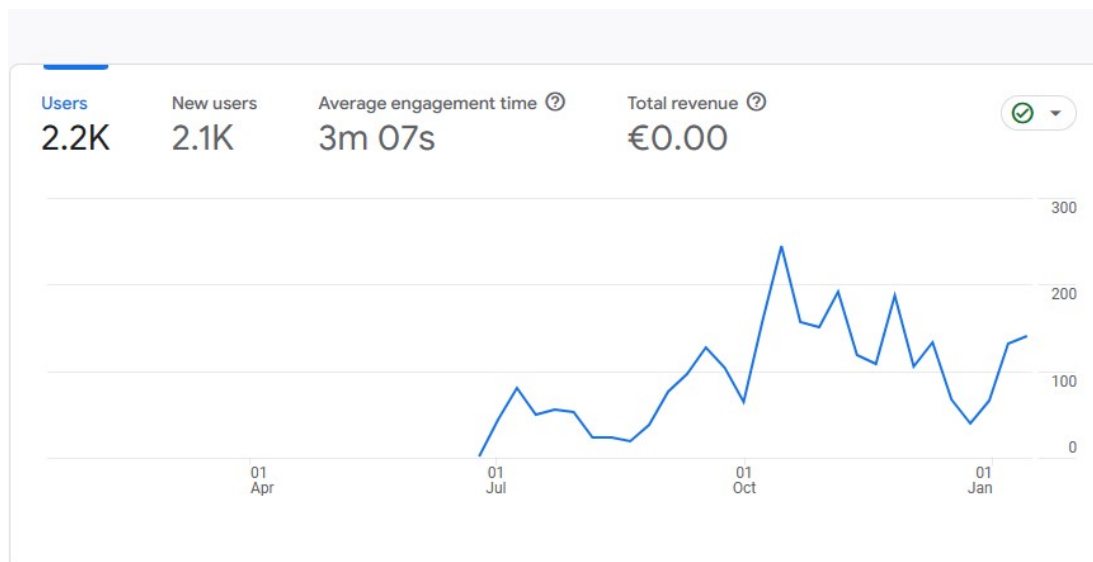 Users
2.2K
New users
2.1K
Average engagement time
3m 07s
Total revenue
€0.00
300
200
100
0
01
Apr
01
Jul
01
Oct
01
Jan